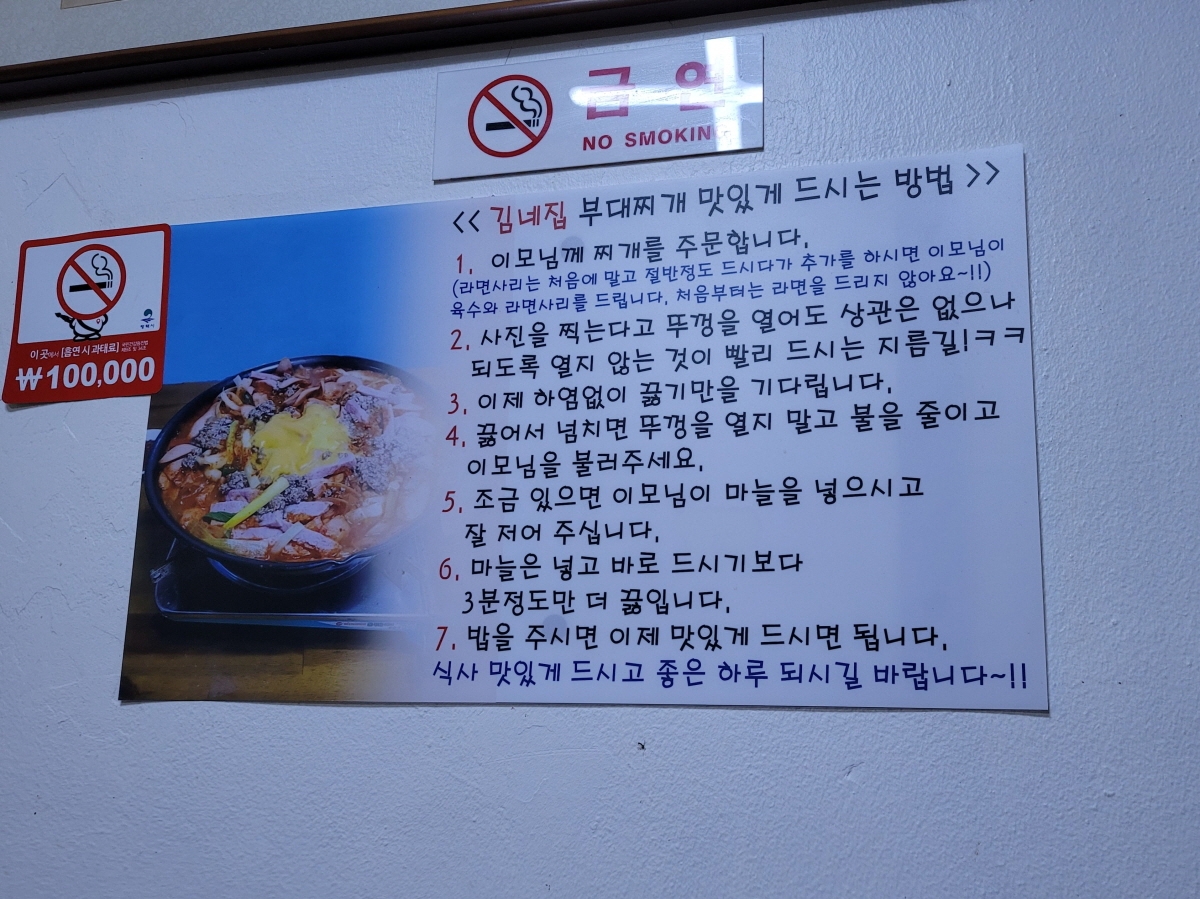 금연
NO SMOKING
<< 김네집 부대찌개 맛있게 드시는 방법 >>
1. 이모님께 찌개를 주문합니다.
(라면사리는 처음에 말고 절반정도 드시다가 추가를 하시면 이모님이
육수와 라면사리를 드립니다. 처음부터는 라면을 드리지 않아요~!!)
2. 사진을 찍는다고 뚜껑을 열어도 상관은 없으나
되도록 열지 않는 것이 빨리 드시는 지름길!ㅋㅋ
3. 이제 하염없이 끓기만을 기다립니다.
4. 끓어서 넘치면 뚜껑을 열지 말고 불을 줄이고
이모님을 불러주세요.
5. 조금 있으면 이모님이 마늘을 넣으시고
잘 저어 주십니다.
6. 마늘은 넣고 바로 드시기보다
3분정도만 더 끓입니다.
7. 밥을 주시면 이제 맛있게 드시면 됩니다.
식사 맛있게 드시고 좋은 하루 되시길 바랍니다~!!
이 곳에서 [흡연 시 과태료]
₩100,000